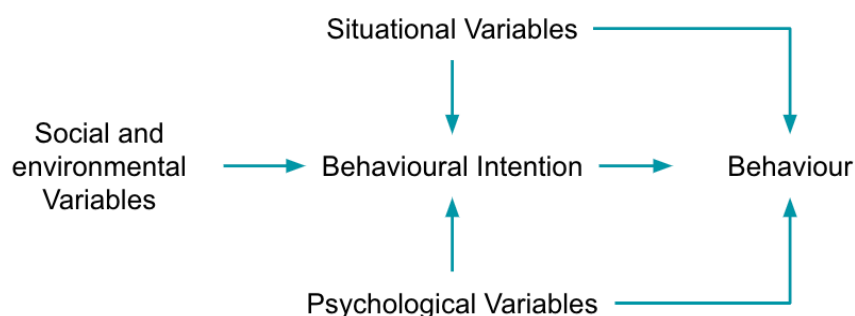 Situational Variables
Social and
environmental
Variables
Behavioural Intention
Behaviour
Psychological Variables